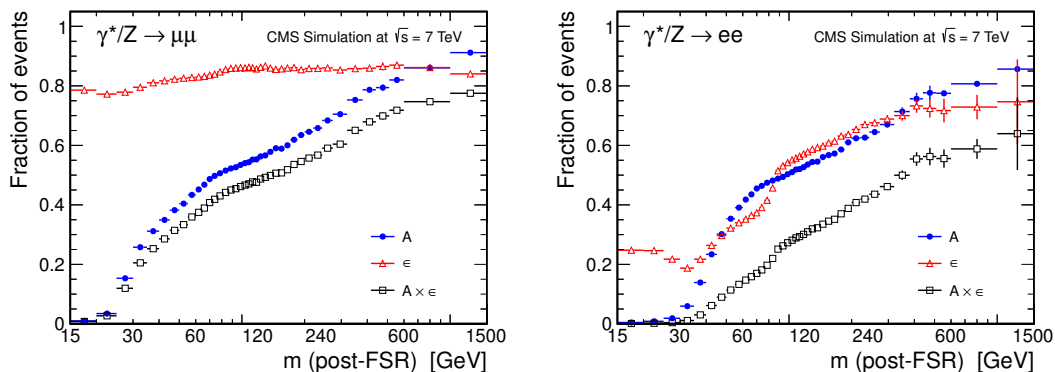 γ*/Z → μμ
CMS Simulation at √s = 7 TeV
Fraction of events
1
0.8
0.6
0.4
0.2
0
A
ϵ
A × ϵ
15 30 60 120 240 600 1500
m (post-FSR) [GeV]
γ*/Z → ee
CMS Simulation at √s = 7 TeV
Fraction of events
1
0.8
0.6
0.4
0.2
0
A
ϵ
A × ϵ
15 30 60 120 240 600 1500
m (post-FSR) [GeV]